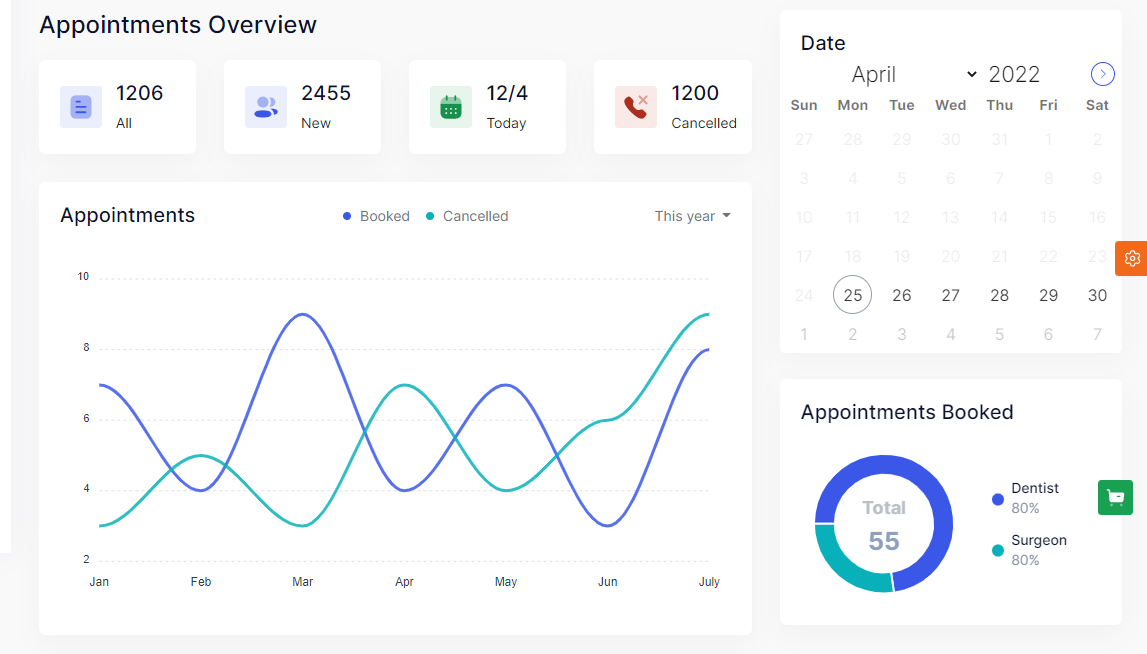 Appointments Overview
1206
All
2455
New
12/4
Today
1200
Cancelled
Appointments
Booked
Cancelled
This year
10
8
6
4
2
Jan Feb Mar Apr May Jun July
Date
April 2022
Sun Mon Tue Wed Thu Fri Sat
27 28 29 30 31 1 2
3 4 5 6 7 8 9
10 11 12 13 14 15 16
17 18 19 20 21 22 23
24 25 26 27 28 29 30
1 2 3 4 5 6 7
Appointments Booked
Total
55
Dentist
80%
Surgeon
80%